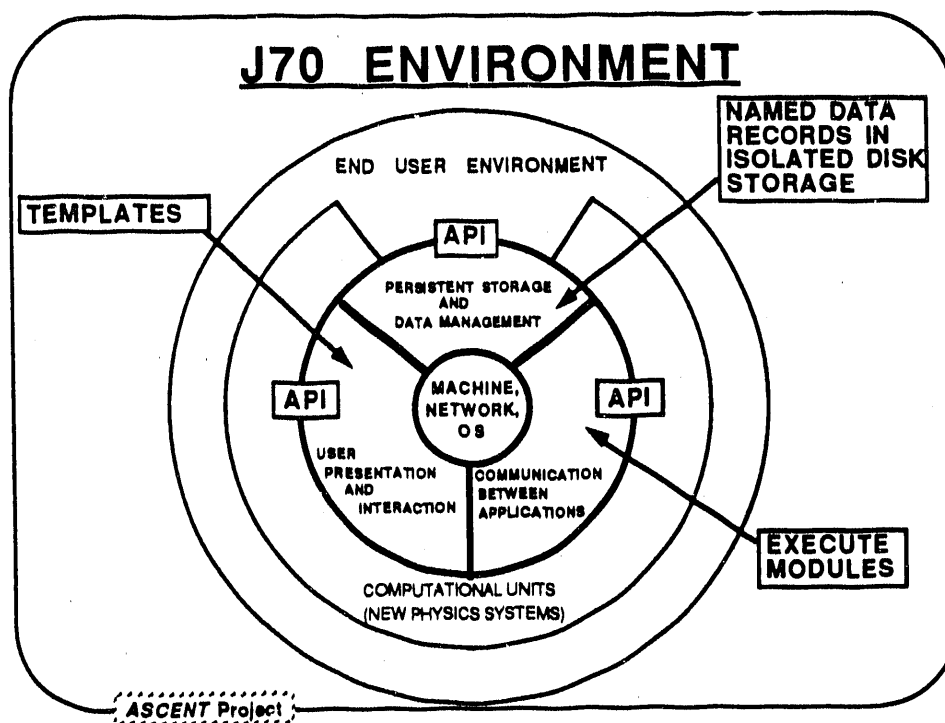 J70 ENVIRONMENT
NAMED DATA
RECORDS IN
ISOLATED DISK
STORAGE
END USER ENVIRONMENT
TEMPLATES
API
PERSISTENT STORAGE
AND
DATA MANAGEMENT
API
MACHINE,
NETWORK,
OS
API
USER
PRESENTATION
AND
INTERACTION
COMMUNICATION
BETWEEN
APPLICATIONS
EXECUTE
MODULES
COMPUTATIONAL UNITS
(NEW PHYSICS SYSTEMS)
ASCENT Project